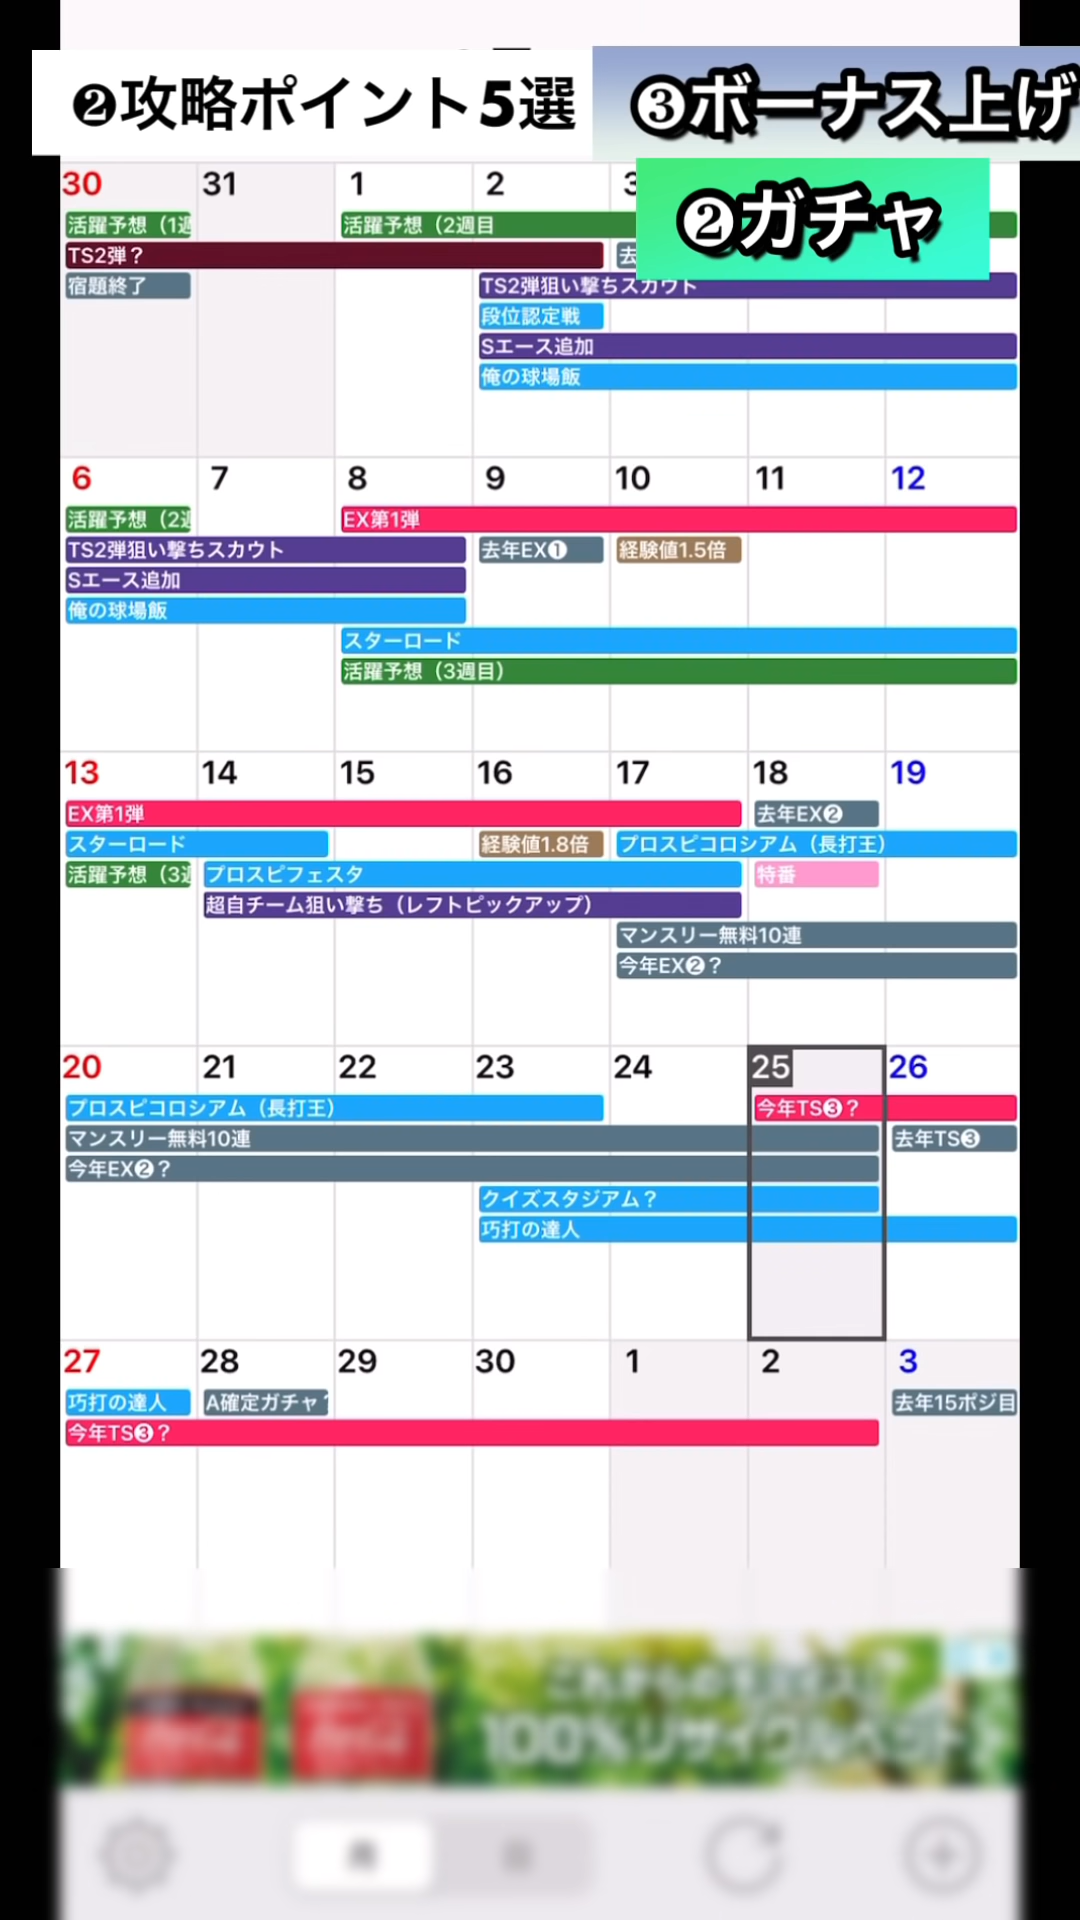 ❷攻略ポイント5選
❸ボーナス上げ
❷ガチャ
30 31 1 2 3
活躍予想（1週
活躍予想（2週目
TS2弾？
去
宿題終了
TS2弾狙い撃ちスカウト
段位認定戦
Sエース追加
俺の球場飯
6 7 8 9 10 11 12
活躍予想（2週
EX第1弾
TS2弾狙い撃ちスカウト
去年EX❶
経験値1.5倍
Sエース追加
俺の球場飯
スターロード
活躍予想（3週目）
13 14 15 16 17 18 19
EX第1弾
去年EX❷
スターロード
経験値1.8倍
プロスピコロシアム（長打王）
活躍予想（3週
プロスピフェスタ
特番
超自チーム狙い撃ち（レフトピックアップ）
マンスリー無料10連
今年EX❷？
20 21 22 23 24 25 26
プロスピコロシアム（長打王）
今年TS❸？
マンスリー無料10連
去年TS❸
今年EX❷？
クイズスタジアム？
巧打の達人
27 28 29 30 1 2 3
巧打の達人
A確定ガチャ？
去年15ポジ目
今年TS❸？
100%リサイクルペット